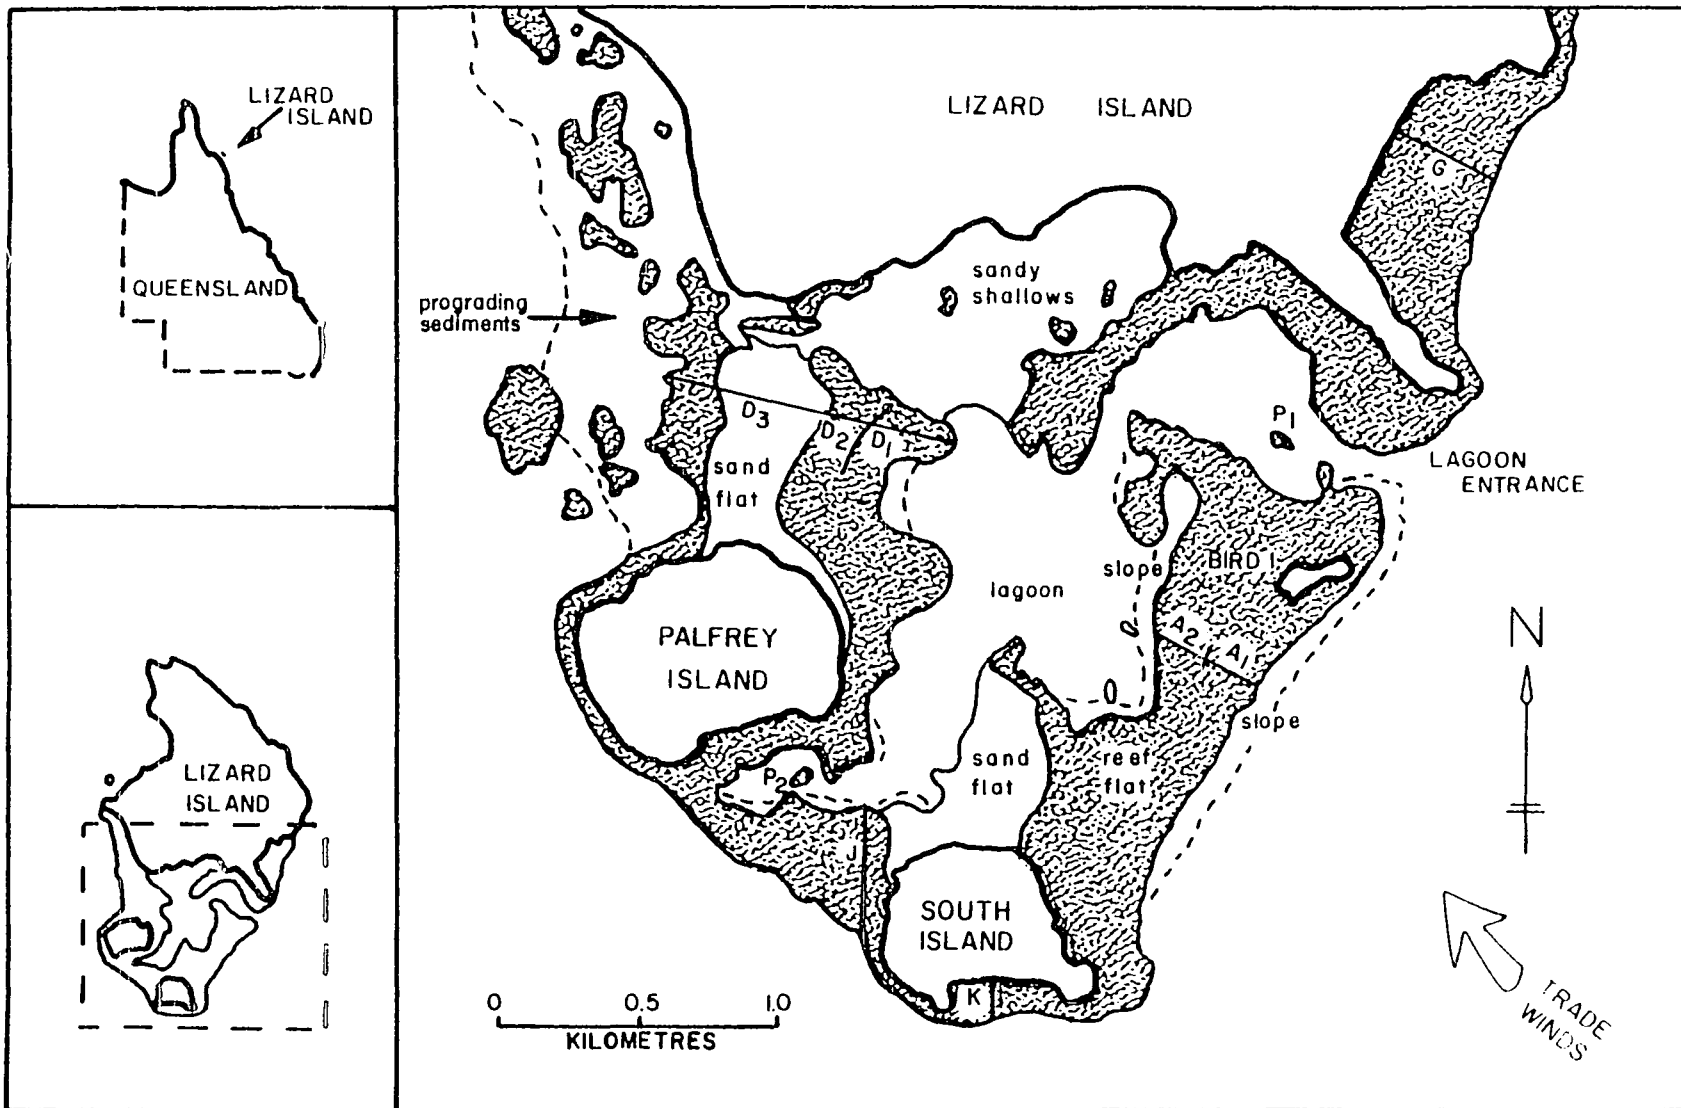 LIZARD
ISLAND
QUEENSLAND
LIZARD
ISLAND
LIZARD ISLAND
G
sandy
shallows
prograding
sediments
D3
D2
D1
P1
sand
flat
LAGOON
ENTRANCE
slope
BIRD I
lagoon
A2
A1
N
PALFREY
ISLAND
slope
sand
flat
reef
flat
P2
J
SOUTH
ISLAND
K
0 0.5 1.0
KILOMETRES
TRADE
WINDS